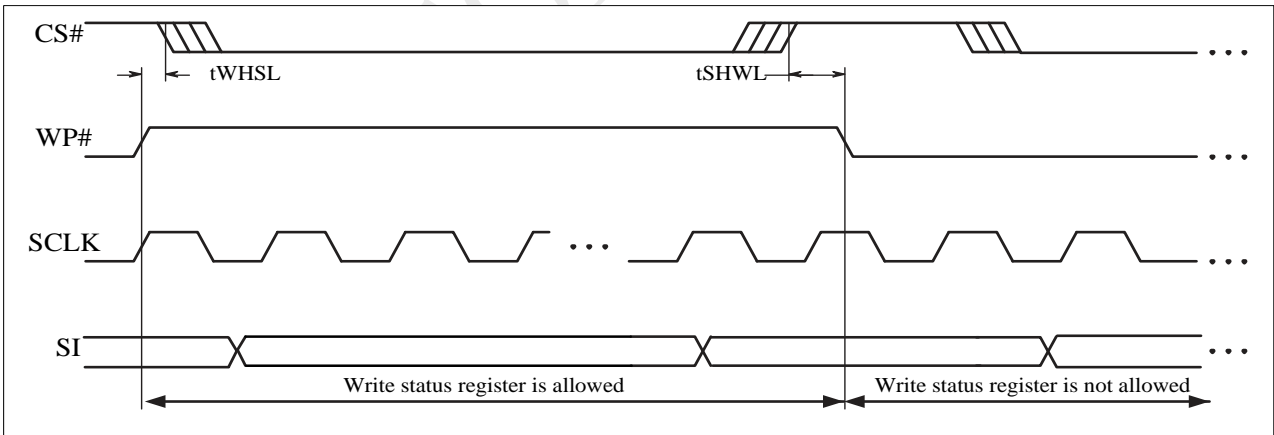 CS#
tWHSL
tSHWL
WP#
SCLK
SI
Write status register is allowed
Write status register is not allowed